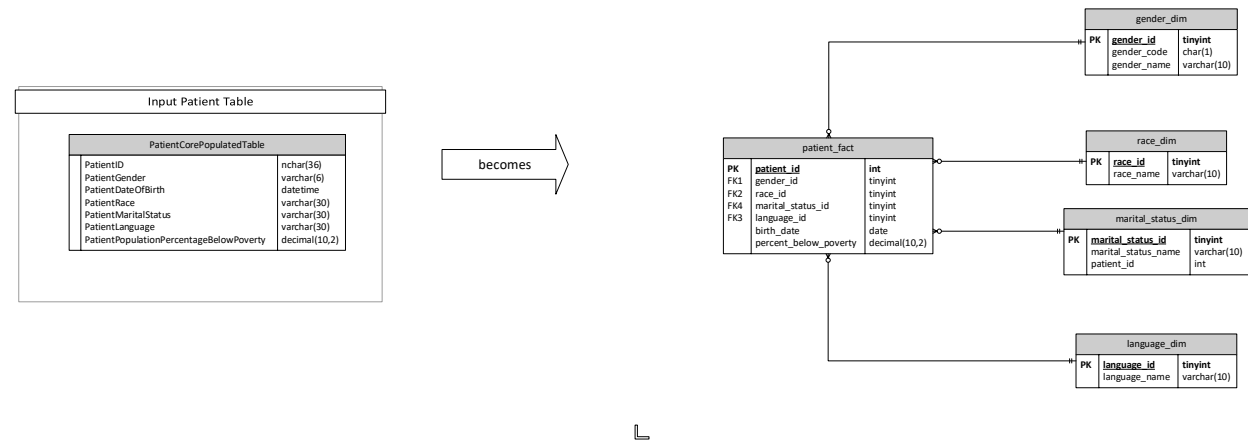 Input Patient Table
PatientCorePopulatedTable
PatientID nchar(36)
PatientGender varchar(6)
PatientDateOfBirth datetime
PatientRace varchar(30)
PatientMaritalStatus varchar(30)
PatientLanguage varchar(30)
PatientPopulationPercentageBelowPoverty decimal(10,2)
becomes
patient_fact
PK patient_id int
FK1 gender_id tinyint
FK2 race_id tinyint
FK4 marital_status_id tinyint
FK3 language_id tinyint
birth_date date
percent_below_poverty decimal(10,2)
gender_dim
PK gender_id tinyint
gender_code char(1)
gender_name varchar(10)
race_dim
PK race_id tinyint
race_name varchar(10)
marital_status_dim
PK marital_status_id tinyint
marital_status_name varchar(10)
patient_id int
language_dim
PK language_id tinyint
language_name varchar(10)